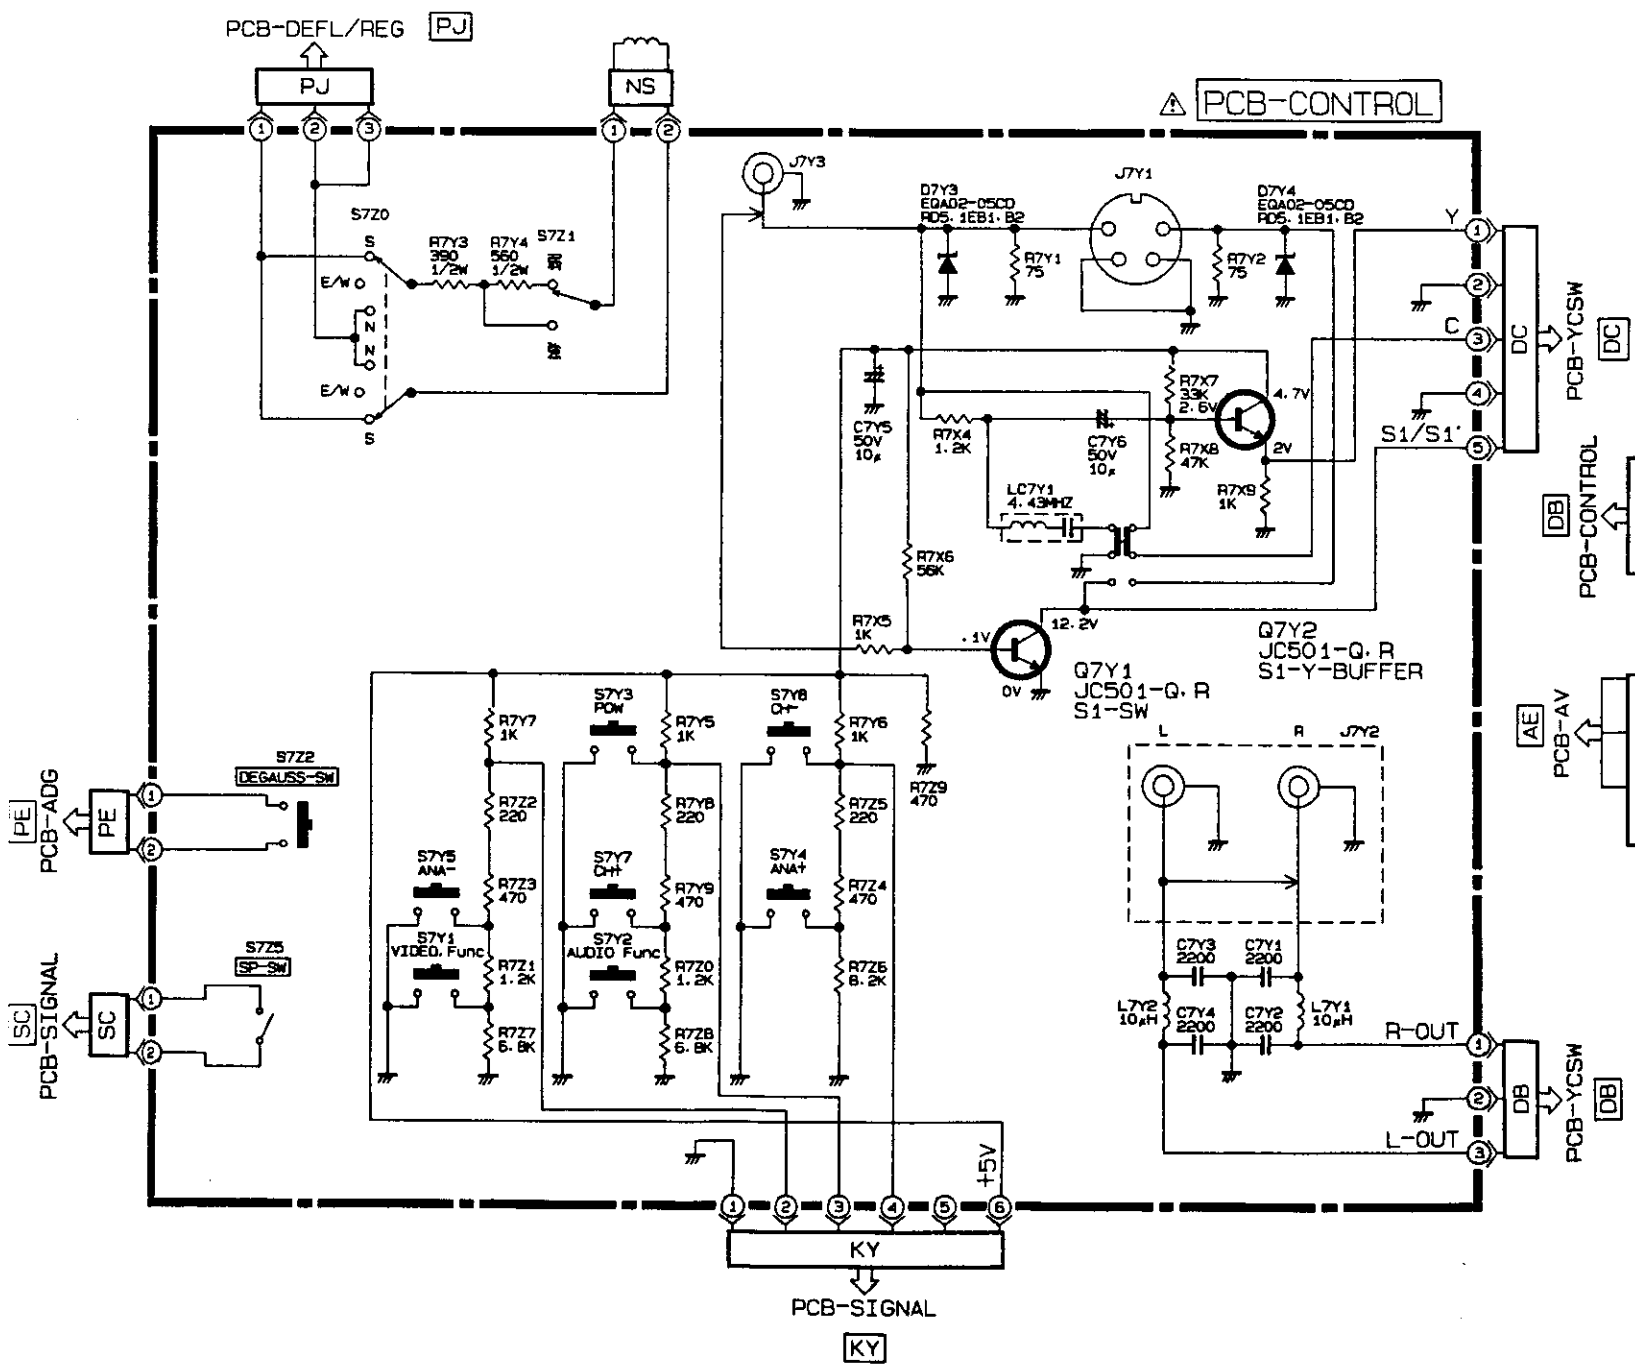 PCB-DEFL/REG PJ
PJ
NS
1 2 3
1 2
⚠ PCB-CONTROL
J7Y3
D7Y3
EQA02-05CD
RD5.1EB1.B2
J7Y1
D7Y4
EQA02-05CD
RD5.1EB1.B2
R7Y1
75
R7Y2
75
S7Z0
S
E/W
N
N
E/W
S
R7Y3
390
1/2W
R7Y4
560
1/2W
S7Z1
Y
1
2
C
3
4
S1/S1'
5
DC
PCB-YCSW
DC
C7Y5
50V
10μ
R7X4
1.2K
C7Y6
50V
10μ
R7X7
33K
2.6V
4.7V
2V
R7X8
47K
R7X9
1K
LC7Y1
4.43MHZ
R7X6
56K
R7X5
1K
.1V
12.2V
0V
Q7Y1
JC501-Q.R
S1-SW
Q7Y2
JC501-Q.R
S1-Y-BUFFER
DB
PCB-CONTROL
AE
PCB-AV
R7Y7
1K
S7Y3
POW
R7Y5
1K
S7Y8
CH-
R7Y6
1K
R7Z9
470
R7Z2
220
R7Y8
220
R7Z5
220
S7Y5
ANA-
R7Z3
470
S7Y7
CH+
R7Y9
470
S7Y4
ANA+
R7Z4
470
S7Y1
VIDEO.Func
R7Z1
1.2K
S7Y2
AUDIO Func
R7Z0
1.2K
R7Z6
8.2K
R7Z7
6.8K
R7Z8
6.8K
S7Z2
DEGAUSS-SW
PE
PCB-ADG
PE
1
2
S7Z5
SP-SW
SC
PCB-SIGNAL
SC
1
2
L R J7Y2
C7Y3
2200
C7Y1
2200
L7Y2
10μH
C7Y4
2200
C7Y2
2200
L7Y1
10μH
R-OUT
1
2
L-OUT
3
DB
PCB-YCSW
DB
+5V
1 2 3 4 5 6
KY
PCB-SIGNAL
KY